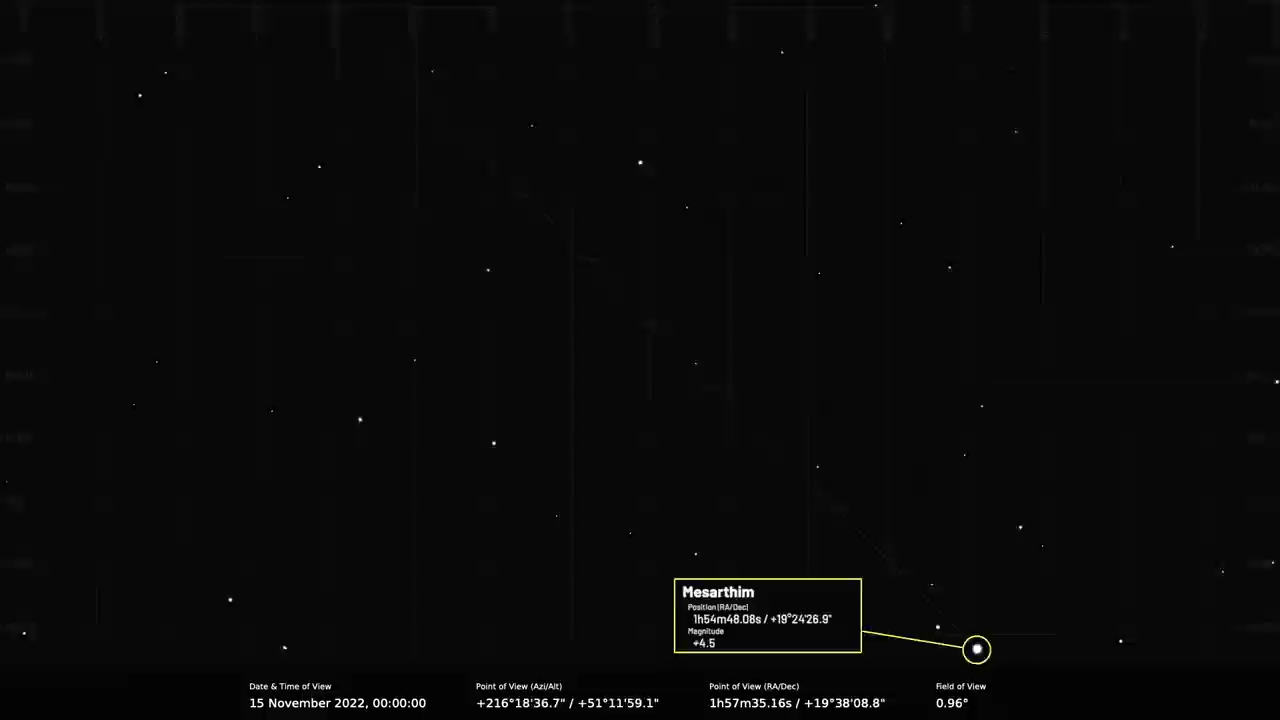 Mesarthim
Position (RA/Dec)
1h54m48.08s / +19°24'26.9"
Magnitude
+4.5
Date & Time of View
15 November 2022, 00:00:00
Point of View (Azi/Alt)
+216°18'36.7" / +51°11'59.1"
Point of View (RA/Dec)
1h57m35.16s / +19°38'08.8"
Field of View
0.96°